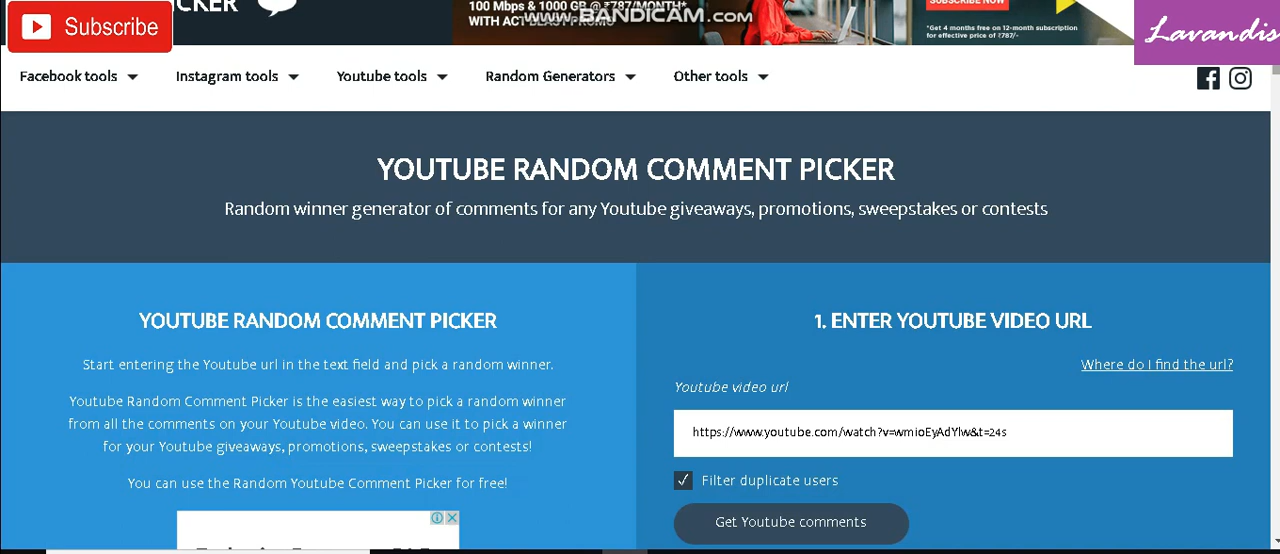 Subscribe
PICKER
100 Mbps & 1000 GB @ ₹787/MONTH*
WITH ACT
WWW.BANDICAM.COM
SUBSCRIBE NOW
*Get 4 months free on 12-month subscription
for effective price of ₹787/-
Lavandis
Facebook tools
Instagram tools
Youtube tools
Random Generators
Other tools
YOUTUBE RANDOM COMMENT PICKER
Random winner generator of comments for any Youtube giveaways, promotions, sweepstakes or contests
YOUTUBE RANDOM COMMENT PICKER
Start entering the Youtube url in the text field and pick a random winner.
Youtube Random Comment Picker is the easiest way to pick a random winner
from all the comments on your Youtube video. You can use it to pick a winner
for your Youtube giveaways, promotions, sweepstakes or contests!
You can use the Random Youtube Comment Picker for free!
1. ENTER YOUTUBE VIDEO URL
Where do I find the url?
Youtube video url
https://www.youtube.com/watch?v=wmioEyAdYlw&t=24s
Filter duplicate users
Get Youtube comments